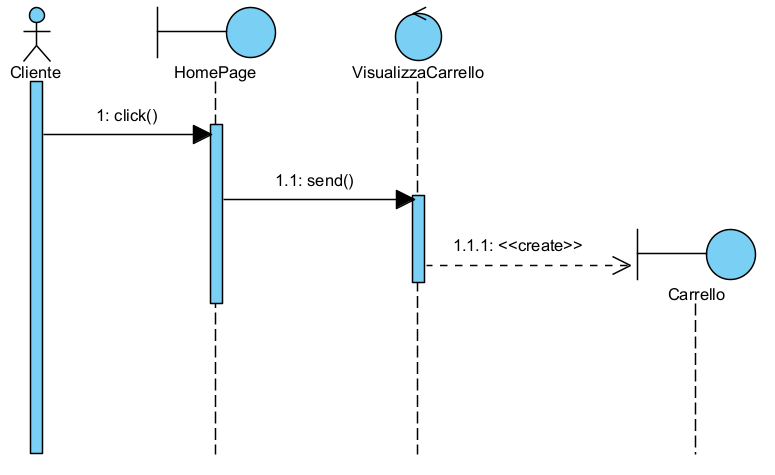 Cliente
HomePage
VisualizzaCarrello
1: click()
1.1: send()
1.1.1: <<create>>
Carrello